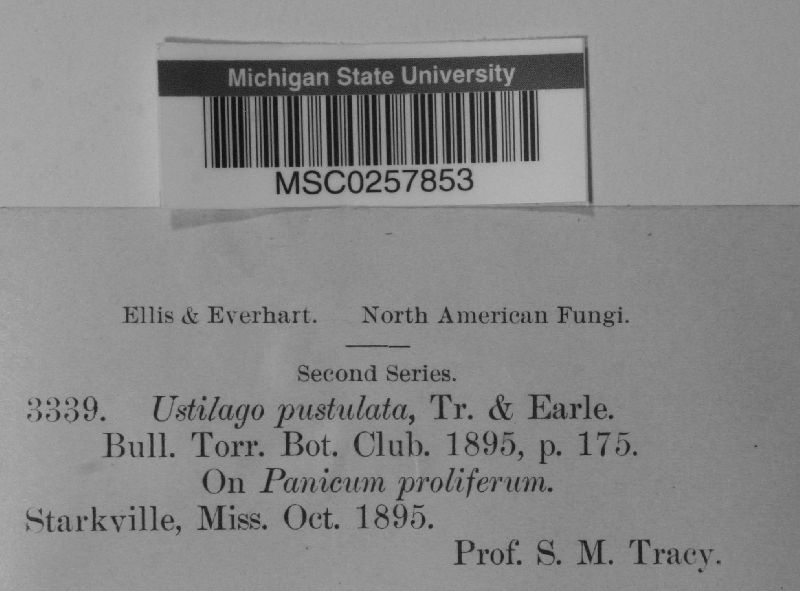 Michigan State University
MSC0257853
Ellis & Everhart. North American Fungi.
Second Series.
3339. Ustilago pustulata, Tr. & Earle.
Bull. Torr. Bot. Club. 1895, p. 175.
On Panicum proliferum.
Starkville, Miss. Oct. 1895.
Prof. S. M. Tracy.